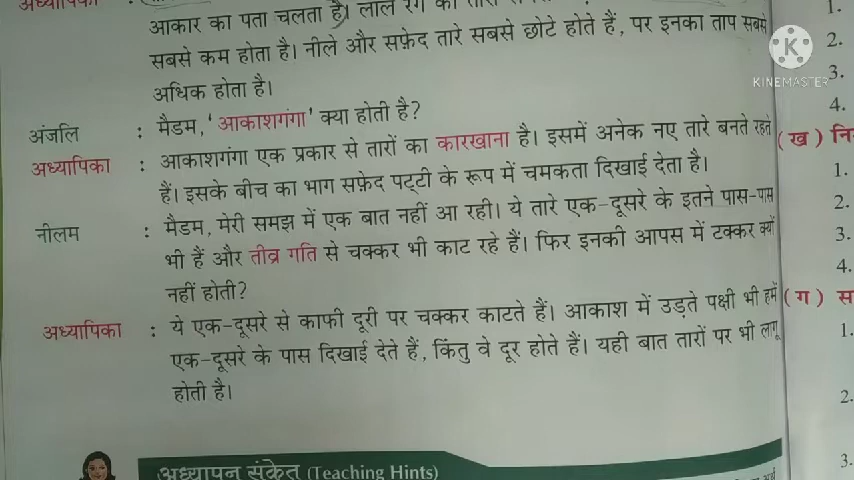 अध्यापिका :
आकार का पता चलता है। लाल रंग का तारा
सबसे कम होता है। नीले और सफ़ेद तारे सबसे छोटे होते हैं, पर इनका ताप सबसे
अधिक होता है।
अंजलि : मैडम, 'आकाशगंगा' क्या होती है?
अध्यापिका : आकाशगंगा एक प्रकार से तारों का कारखाना है। इसमें अनेक नए तारे बनते रहते
हैं। इसके बीच का भाग सफ़ेद पट्टी के रूप में चमकता दिखाई देता है।
नीलम : मैडम, मेरी समझ में एक बात नहीं आ रही। ये तारे एक-दूसरे के इतने पास-पास
भी हैं और तीव्र गति से चक्कर भी काट रहे हैं। फिर इनकी आपस में टक्कर क्यों
नहीं होती?
अध्यापिका : ये एक-दूसरे से काफी दूरी पर चक्कर काटते हैं। आकाश में उड़ते पक्षी भी हमें
एक-दूसरे के पास दिखाई देते हैं, किंतु वे दूर होते हैं। यही बात तारों पर भी लागू
होती है।
अध्यापन संकेत (Teaching Hints)
1.
2.
3.
4.
(ख) नि
1.
2.
3.
4.
(ग) स
1.
2.
3.
K
KINEMASTER